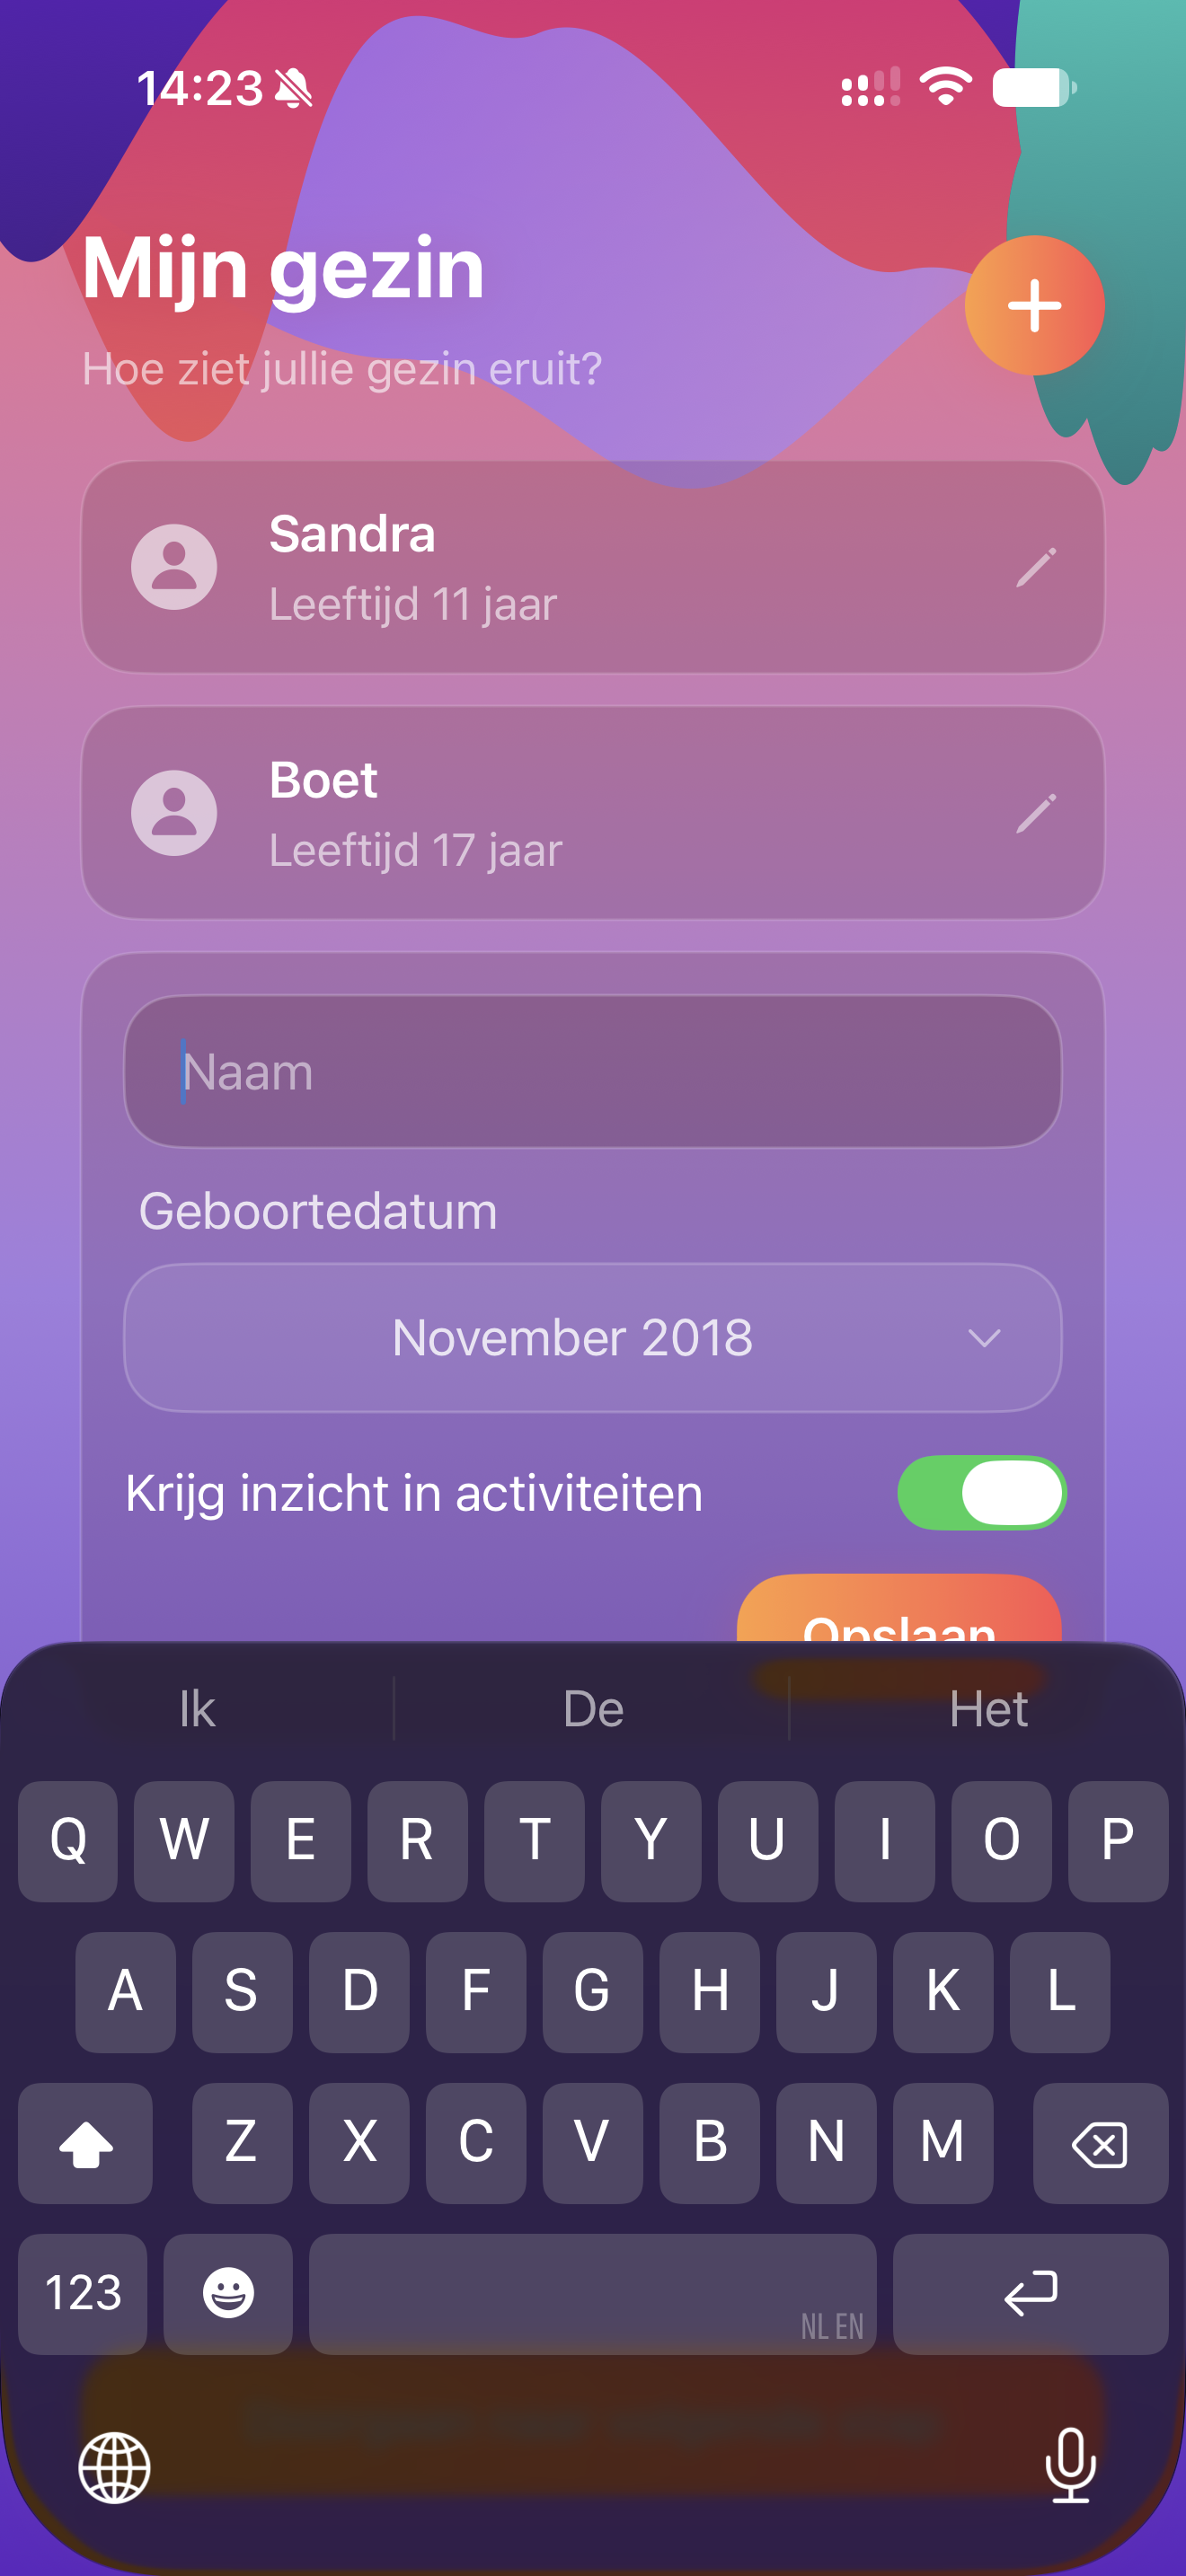 14:23
Mijn gezin
Hoe ziet jullie gezin eruit?
Sandra
Leeftijd 11 jaar
Boet
Leeftijd 17 jaar
Naam
Geboortedatum
November 2018
Krijg inzicht in activiteiten
Opslaan
Ik De Het
Q W E R T Y U I O P
A S D F G H J K L
Z X C V B N M
123
NL EN